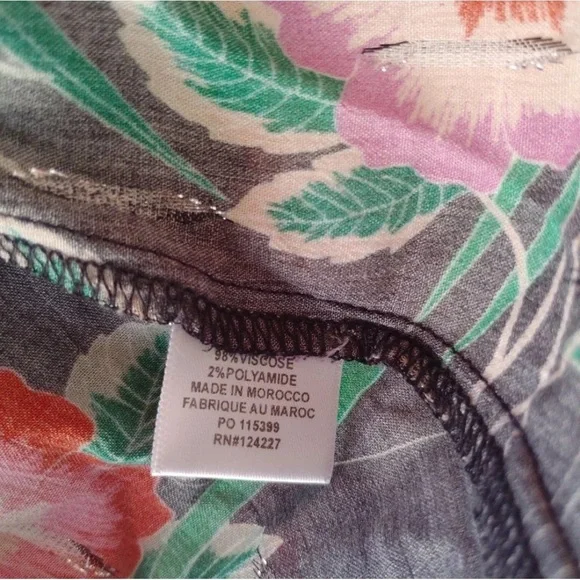 98%VISCOSE
2%POLYAMIDE
MADE IN MOROCCO
FABRIQUE AU MAROC
PO 115399
RN#124227